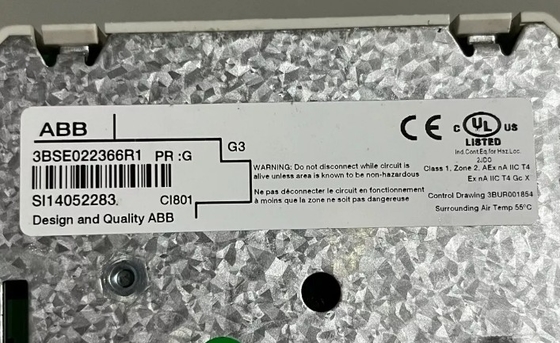 ABB
3BSE022366R1 PR :G
G3
SI14052283. CI801
Design and Quality ABB
WARNING: Do not disconnect while circuit is
alive unless area is known to be non-hazardous
Ne pas déconnecter le circuit en fonctionnement
à moins que la zone ne soit pas dangereuse
CE C UL US
LISTED
Ind.Cont.Eq.for Haz.Loc.
Class 1, Zone 2, AEx nA IIC T4
Ex nA IIC T4 Gc X
Control Drawing 3BUR001854
Surrounding Air Temp 55°C